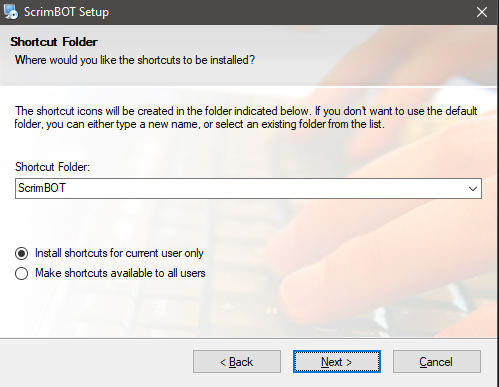 ScrimBOT Setup
Shortcut Folder
Where would you like the shortcuts to be installed?
The shortcut icons will be created in the folder indicated below. If you don't want to use the default
folder, you can either type a new name, or select an existing folder from the list.
Shortcut Folder:
ScrimBOT
Install shortcuts for current user only
Make shortcuts available to all users
< Back
Next >
Cancel